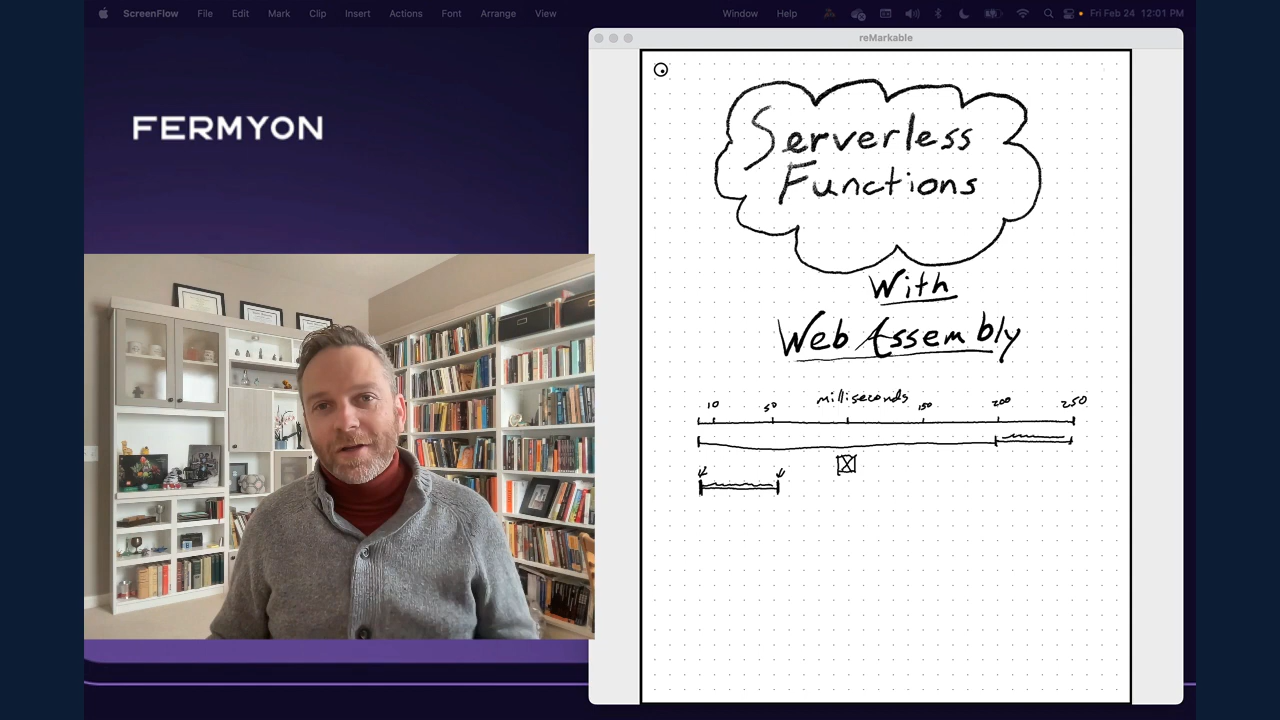 ScreenFlow File Edit Mark Clip Insert Actions Font Arrange View Window Help Fri Feb 24 12:01 PM
reMarkable
FERMYON
Serverless
Functions
With
Web Assembly
milliseconds
10 50 150 200 250